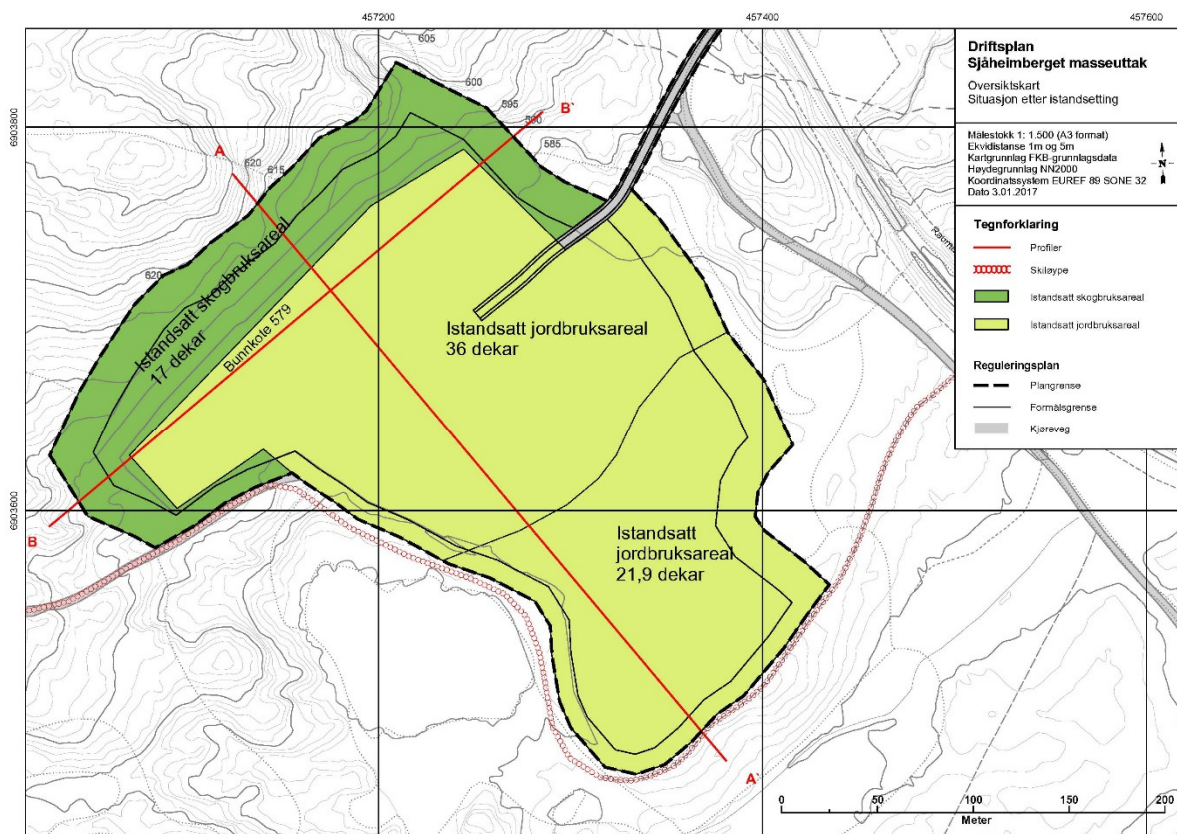 457200
457400
457600
6903800
6903600
Driftsplan
Sjåheimberget masseuttak
Oversiktskart
Situasjon etter istandsetting
Målestokk 1: 1.500 (A3 format)
Ekvidistanse 1m og 5m
Kartgrunnlag FKB-grunnlagsdata
Høydegrunnlag NN2000
Koordinatssystem EUREF 89 SONE 32
Dato 3.01.2017
N
Tegnforklaring
Profiler
Skiløype
Istandsatt skogbruksareal
Istandsatt jordbruksareal
Reguleringsplan
Plangrense
Formålsgrense
Kjøreveg
605
600
595
590
585
B`
A
620
615
620
Istandsatt skogbruksareal
17 dekar
Bunnkote 579
Istandsatt jordbruksareal
36 dekar
Istandsatt
jordbruksareal
21,9 dekar
B
A`
0 50 100 150 200
Meter